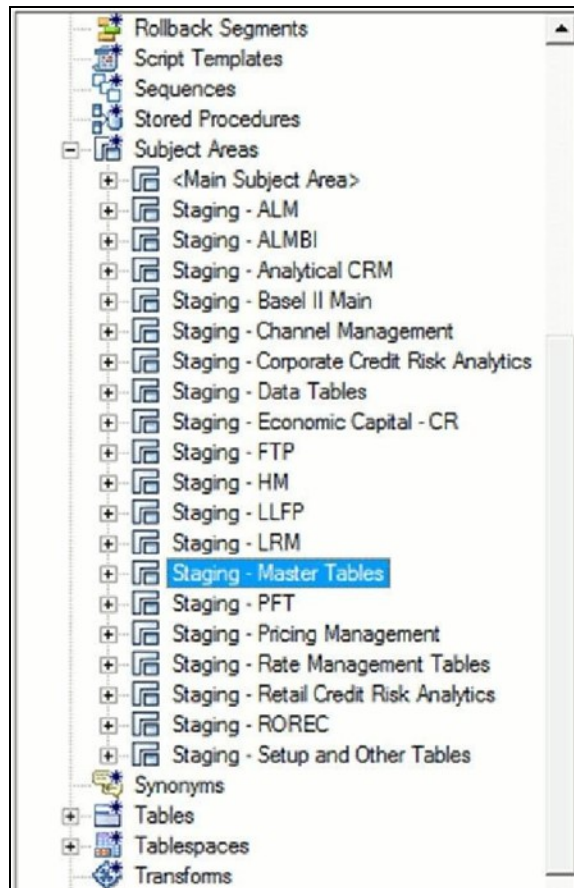 Rollback Segments
Script Templates
Sequences
Stored Procedures
Subject Areas
<Main Subject Area>
Staging - ALM
Staging - ALMBI
Staging - Analytical CRM
Staging - Basel II Main
Staging - Channel Management
Staging - Corporate Credit Risk Analytics
Staging - Data Tables
Staging - Economic Capital - CR
Staging - FTP
Staging - HM
Staging - LLFP
Staging - LRM
Staging - Master Tables
Staging - PFT
Staging - Pricing Management
Staging - Rate Management Tables
Staging - Retail Credit Risk Analytics
Staging - ROREC
Staging - Setup and Other Tables
Synonyms
Tables
Tablespaces
Transforms